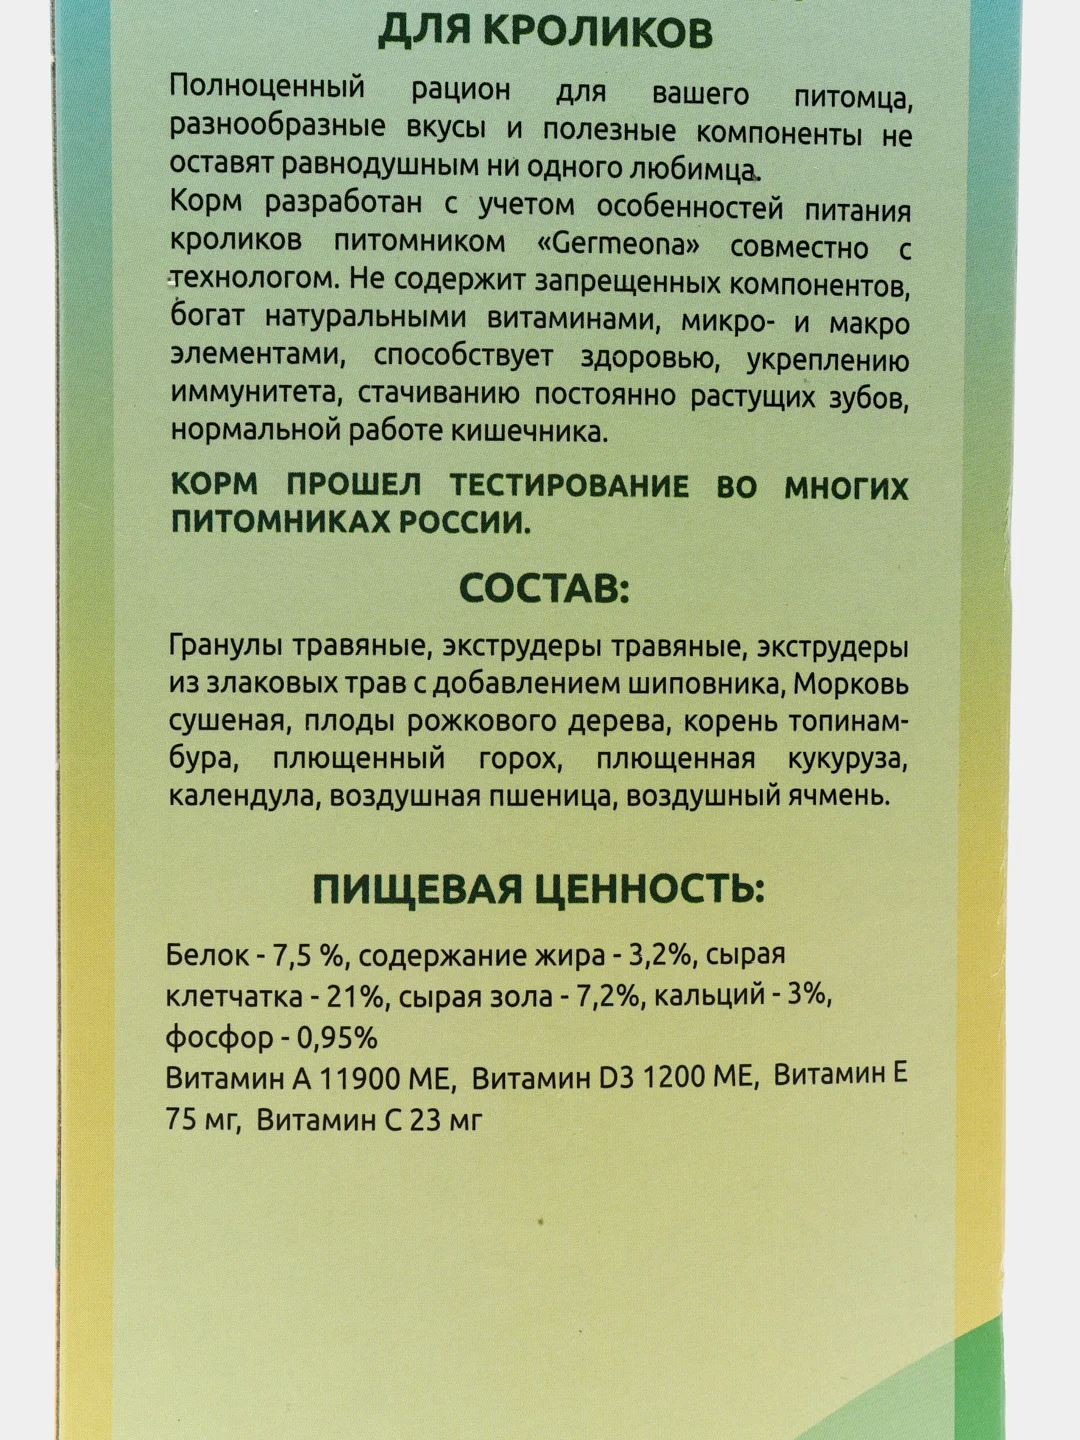 ДЛЯ КРОЛИКОВ
Полноценный рацион для вашего питомца,
разнообразные вкусы и полезные компоненты не
оставят равнодушным ни одного любимца.
Корм разработан с учетом особенностей питания
кроликов питомником «Germeona» совместно с
технологом. Не содержит запрещенных компонентов,
богат натуральными витаминами, микро- и макро
элементами, способствует здоровью, укреплению
иммунитета, стачиванию постоянно растущих зубов,
нормальной работе кишечника.
КОРМ ПРОШЕЛ ТЕСТИРОВАНИЕ ВО МНОГИХ
ПИТОМНИКАХ РОССИИ.
СОСТАВ:
Гранулы травяные, экструдеры травяные, экструдеры
из злаковых трав с добавлением шиповника, Морковь
сушеная, плоды рожкового дерева, корень топинам-
бура, плющенный горох, плющенная кукуруза,
календула, воздушная пшеница, воздушный ячмень.
ПИЩЕВАЯ ЦЕННОСТЬ:
Белок - 7,5 %, содержание жира - 3,2%, сырая
клетчатка - 21%, сырая зола - 7,2%, кальций - 3%,
фосфор - 0,95%
Витамин А 11900 МЕ, Витамин D3 1200 МЕ, Витамин Е
75 мг, Витамин С 23 мг